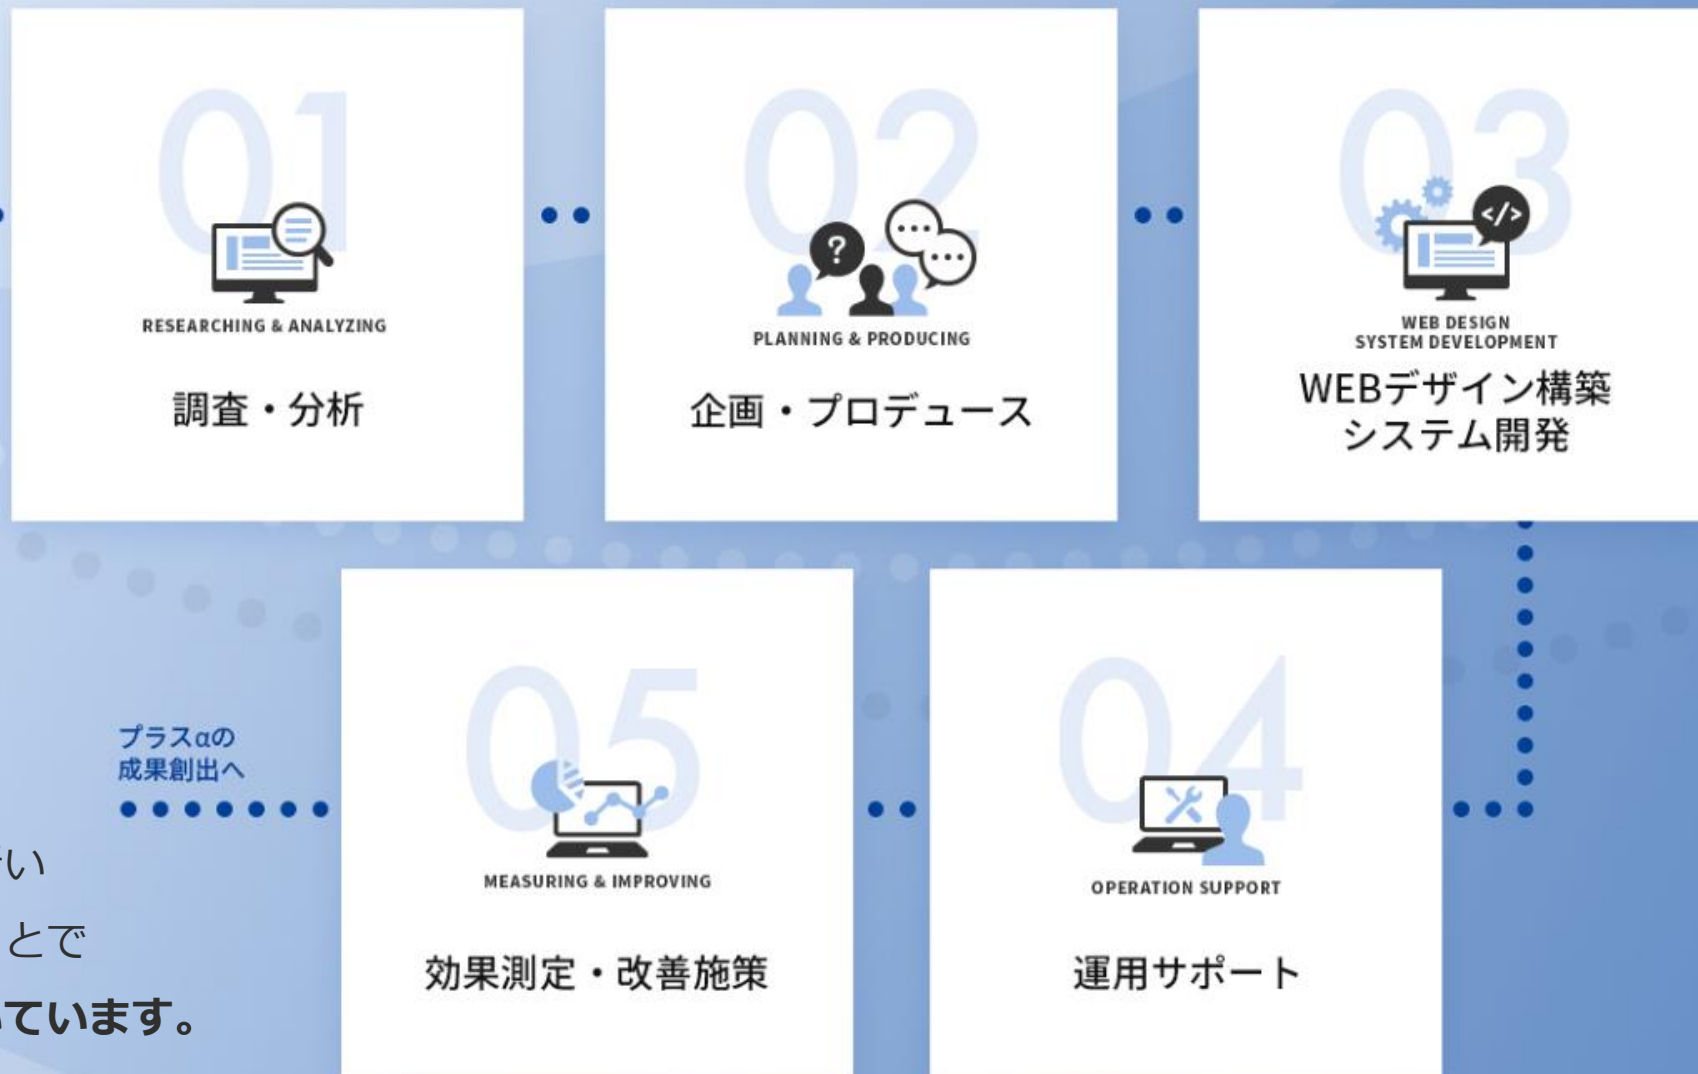 01
RESEARCHING & ANALYZING
調査・分析
02
PLANNING & PRODUCING
企画・プロデュース
03
</>
WEB DESIGN
SYSTEM DEVELOPMENT
WEBデザイン構築
システム開発
04
OPERATION SUPPORT
運用サポート
05
MEASURING & IMPROVING
効果測定・改善施策
プラスαの
成果創出へ
い
とで
ています。